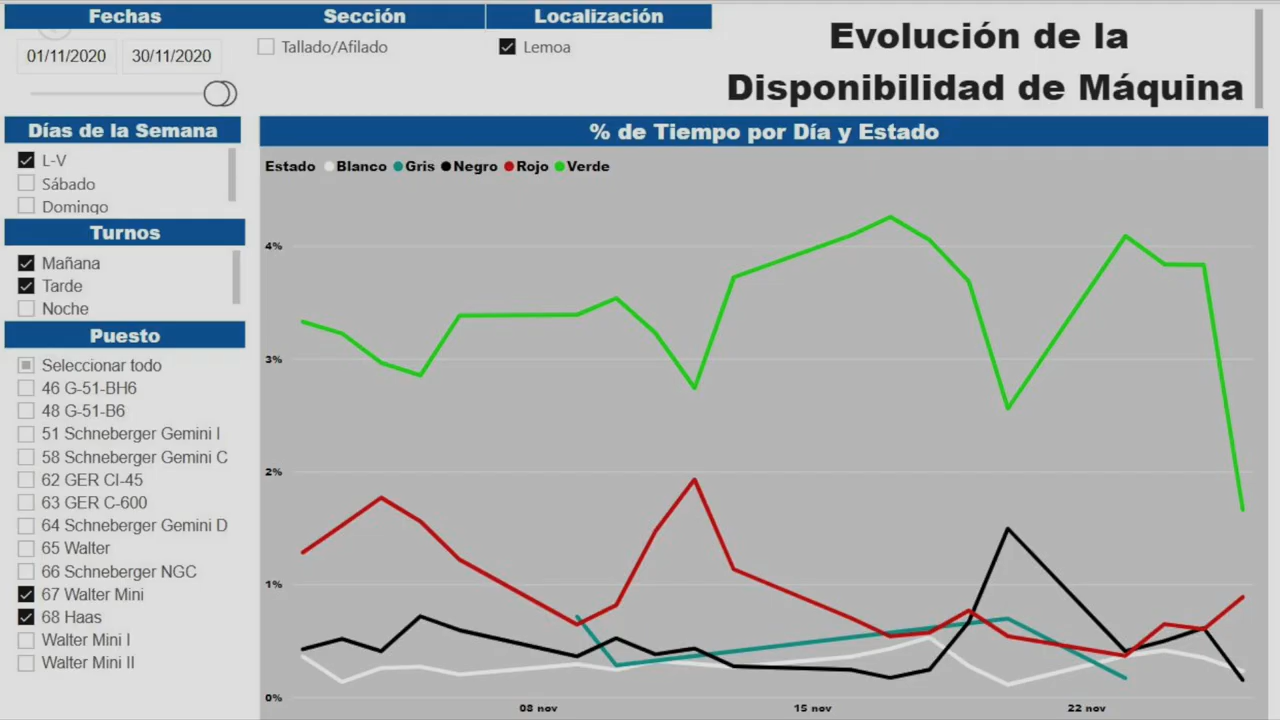 Fechas
01/11/2020 30/11/2020
Sección
Tallado/Afilado
Localización
Lemoa
Evolución de la
Disponibilidad de Máquina
Días de la Semana
L-V
Sábado
Domingo
Turnos
Mañana
Tarde
Noche
Puesto
Seleccionar todo
46 G-51-BH6
48 G-51-B6
51 Schneberger Gemini I
58 Schneberger Gemini C
62 GER CI-45
63 GER C-600
64 Schneberger Gemini D
65 Walter
66 Schneberger NGC
67 Walter Mini
68 Haas
Walter Mini I
Walter Mini II
% de Tiempo por Día y Estado
Estado Blanco Gris Negro Rojo Verde
4%
3%
2%
1%
0%
08 nov 15 nov 22 nov